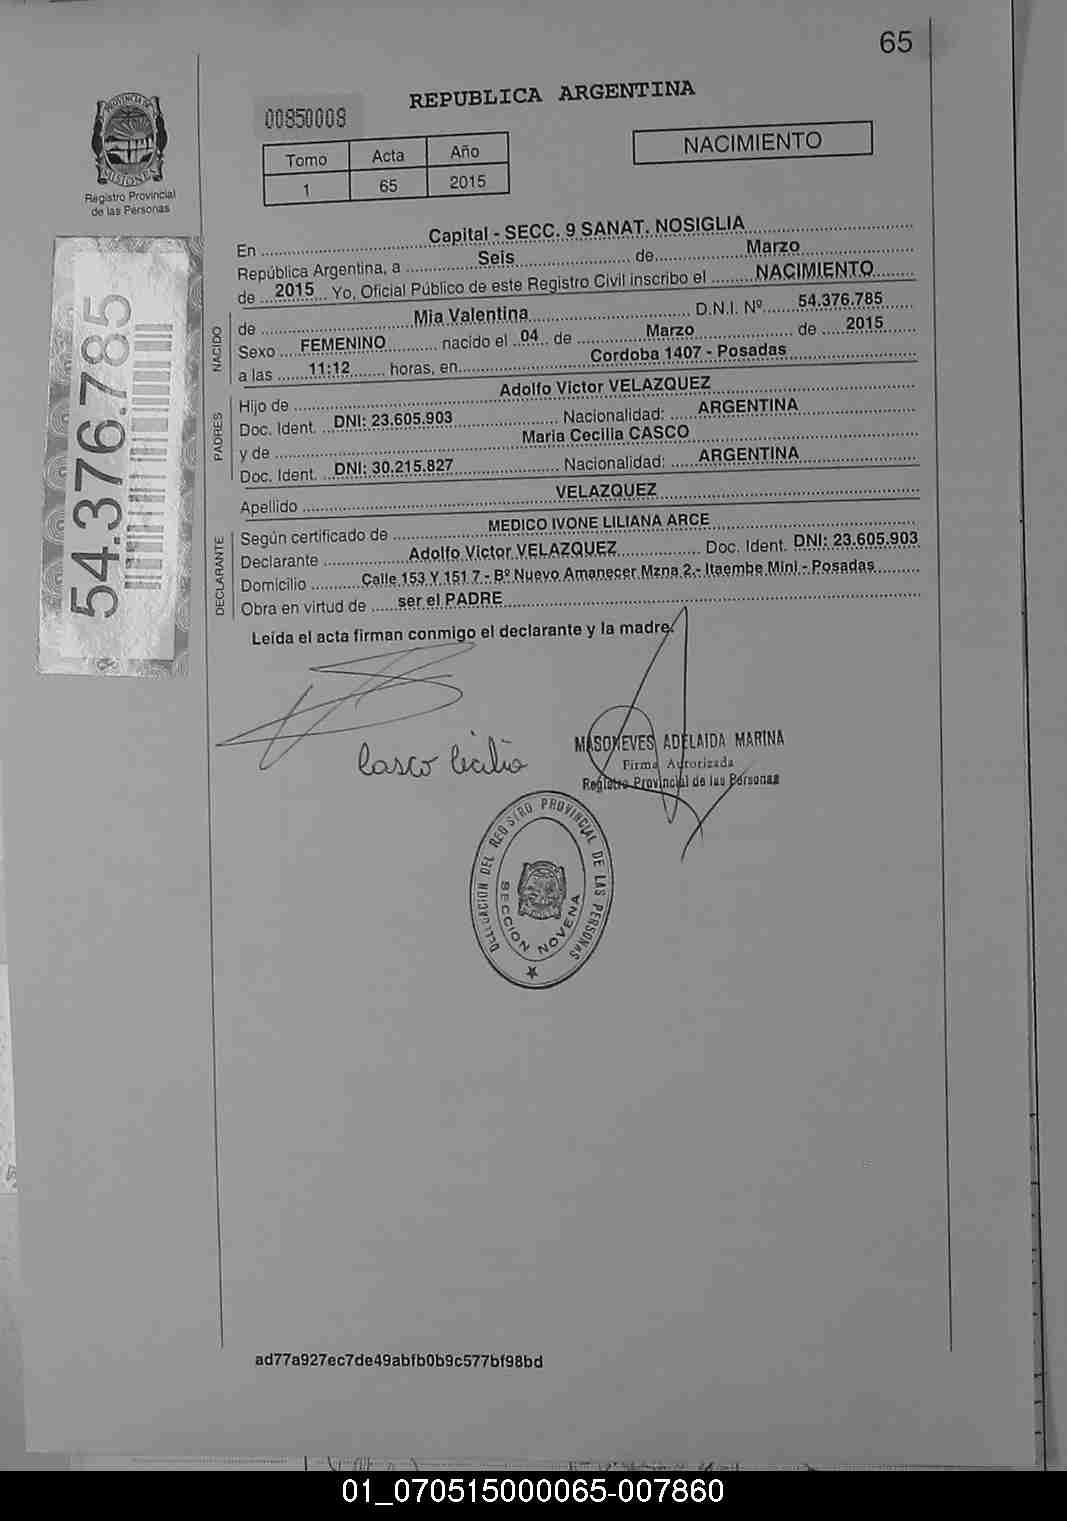 65
REPUBLICA ARGENTINA
00850008
NACIMIENTO
Tomo Acta Año
1 65 2015
PROVINCIA DE
MISIONES
Registro Provincial
de las Personas
54.376.785
En Capital - SECC. 9 SANAT. NOSIGLIA
República Argentina, a Seis de Marzo
de 2015 Yo, Oficial Público de este Registro Civil inscribo el NACIMIENTO
NACIDO
de Mia Valentina D.N.I. Nº 54.376.785
Sexo FEMENINO nacido el 04 de Marzo de 2015
a las 11:12 horas, en Cordoba 1407 - Posadas
PADRES
Hijo de Adolfo Victor VELAZQUEZ
Doc. Ident. DNI: 23.605.903 Nacionalidad: ARGENTINA
y de Maria Cecilia CASCO
Doc. Ident. DNI: 30.215.827 Nacionalidad: ARGENTINA
Apellido VELAZQUEZ
DECLARANTE
Según certificado de MEDICO IVONE LILIANA ARCE
Declarante Adolfo Victor VELAZQUEZ Doc. Ident. DNI: 23.605.903
Domicilio Calle 153 Y 151 7 - Bº Nuevo Amanecer Mzna 2 - Itaembe Mini - Posadas
Obra en virtud de ser el PADRE
Leída el acta firman conmigo el declarante y la madre.
Casco Cecilia
MASONEVES ADELAIDA MARINA
Firma Autorizada
Registro Provincial de las Personas
DELEGACION DEL REGISTRO PROVINCIAL DE LAS PERSONAS
SECCION NOVENA
ad77a927ec7de49abfb0b9c577bf98bd
01_070515000065-007860